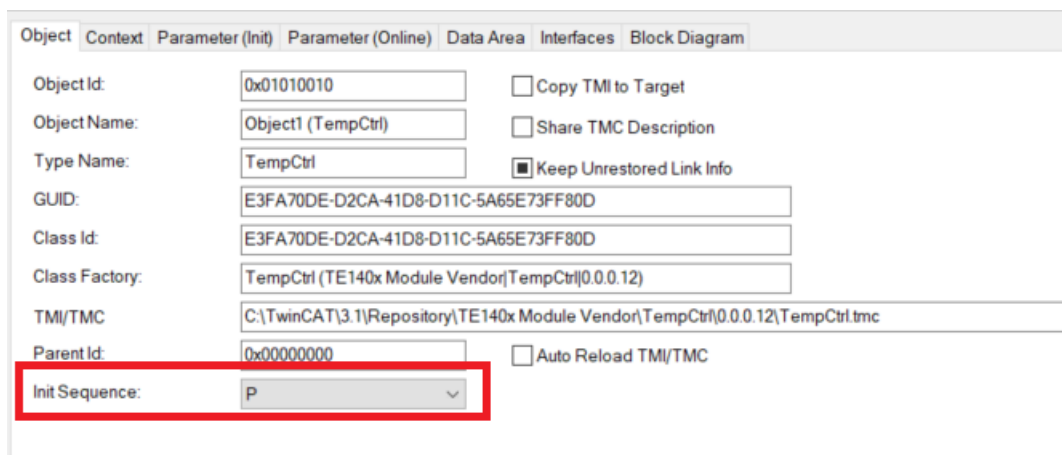 Object Context Parameter (Init) Parameter (Online) Data Area Interfaces Block Diagram
Object Id: 0x01010010 Copy TMI to Target
Object Name: Object1 (TempCtrl) Share TMC Description
Type Name: TempCtrl Keep Unrestored Link Info
GUID: E3FA70DE-D2CA-41D8-D11C-5A65E73FF80D
Class Id: E3FA70DE-D2CA-41D8-D11C-5A65E73FF80D
Class Factory: TempCtrl (TE140x Module Vendor|TempCtrl|0.0.0.12)
TMI/TMC C:\TwinCAT\3.1\Repository\TE140x Module Vendor\TempCtrl\0.0.0.12\TempCtrl.tmc
Parent Id: 0x00000000 Auto Reload TMI/TMC
Init Sequence: P